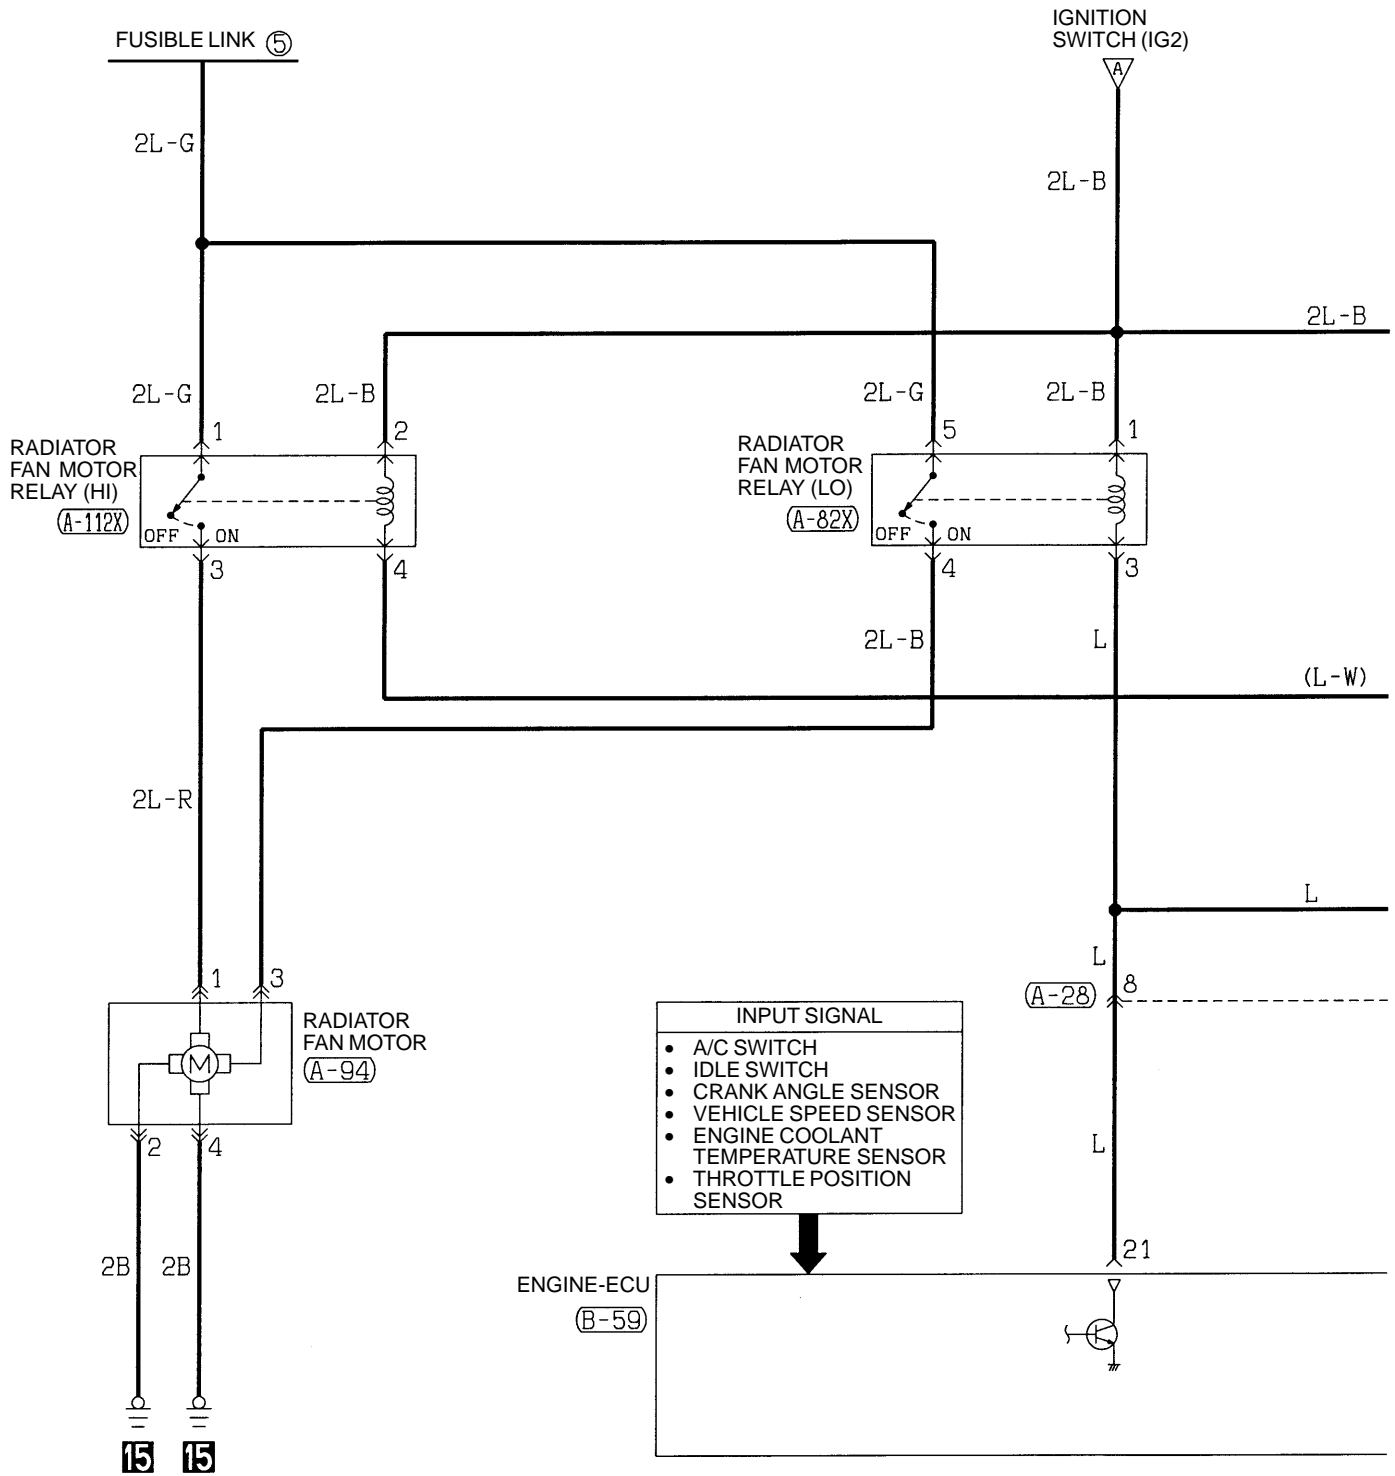 FUSIBLE LINK ⑤
IGNITION
SWITCH (IG2)
A
2L-G
2L-B
2L-B
2L-G
2L-B
2L-G
2L-B
1
2
5
1
RADIATOR
FAN MOTOR
RELAY (HI)
A-112X
OFF
ON
RADIATOR
FAN MOTOR
RELAY (LO)
A-82X
OFF
ON
3
4
4
3
2L-B
L
(L-W)
2L-R
L
L
1
3
A-28
8
RADIATOR
FAN MOTOR
A-94
M
2
4
INPUT SIGNAL
• A/C SWITCH
• IDLE SWITCH
• CRANK ANGLE SENSOR
• VEHICLE SPEED SENSOR
• ENGINE COOLANT
TEMPERATURE SENSOR
• THROTTLE POSITION
SENSOR
L
2B
2B
21
ENGINE-ECU
B-59
15
15